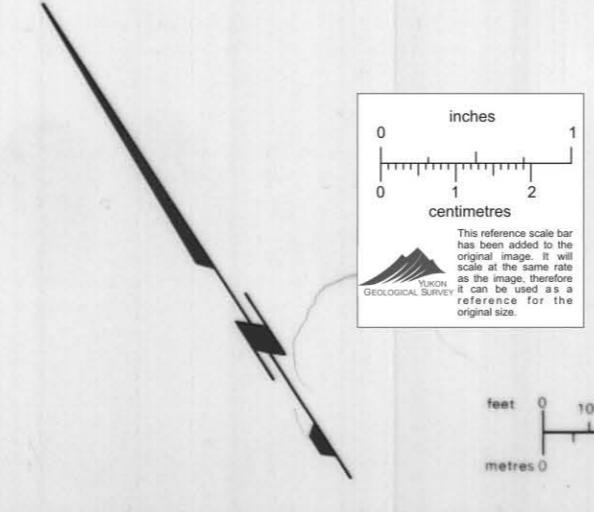 inches
0 1
0 1 2
centimetres
This reference scale bar
has been added to the
original image. It will
scale at the same rate
as the image, therefore
it can be used as a
reference for the
original size.
YUKON
GEOLOGICAL SURVEY
feet 0 10
metres 0